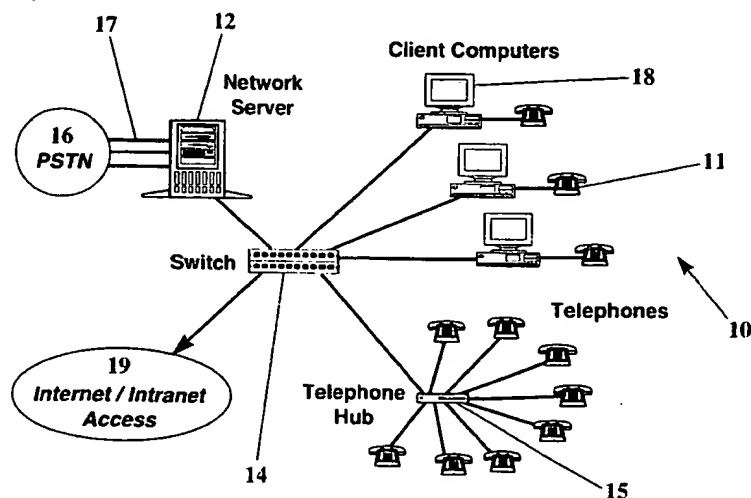 17
12
Client Computers
Network
Server
18
16
PSTN
11
Switch
Telephones
10
19
Internet / Intranet
Access
Telephone
Hub
14
15